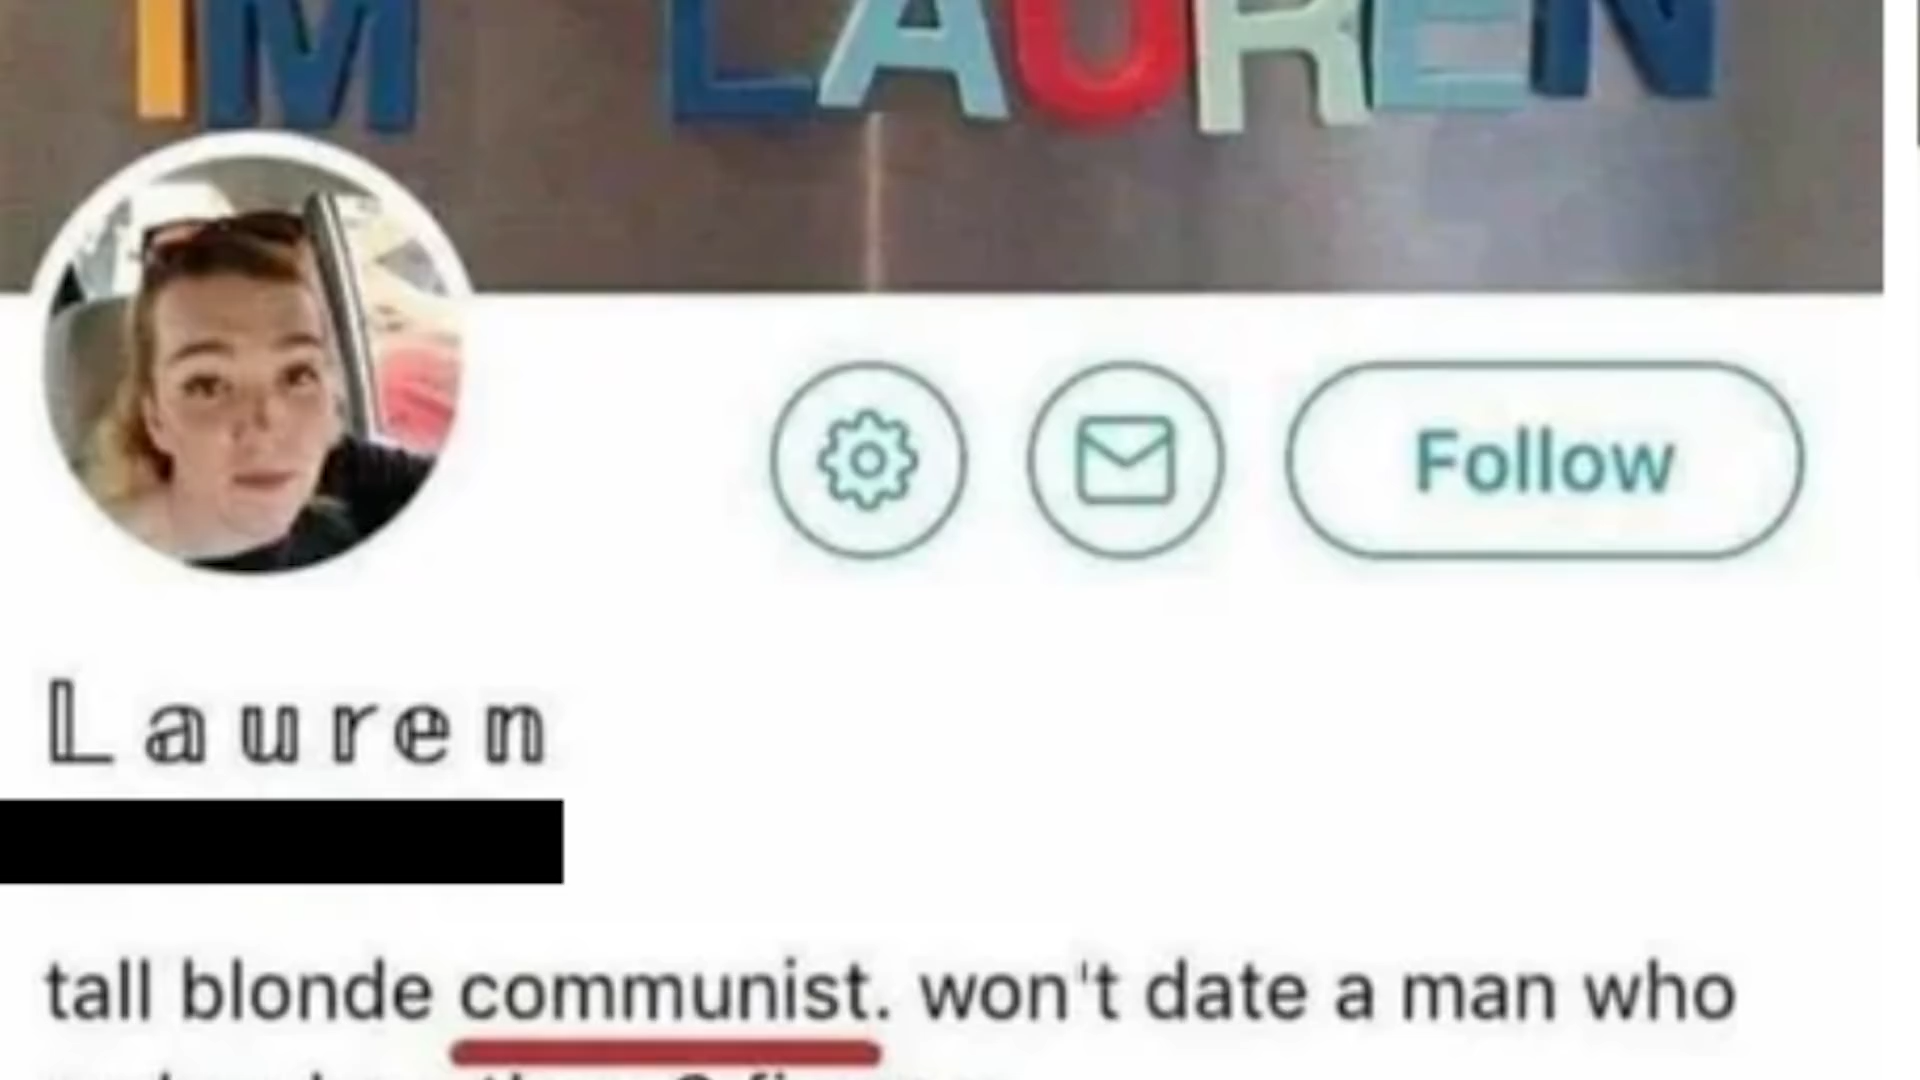 IM LAUREN
Follow
Lauren
tall blonde communist. won't date a man who